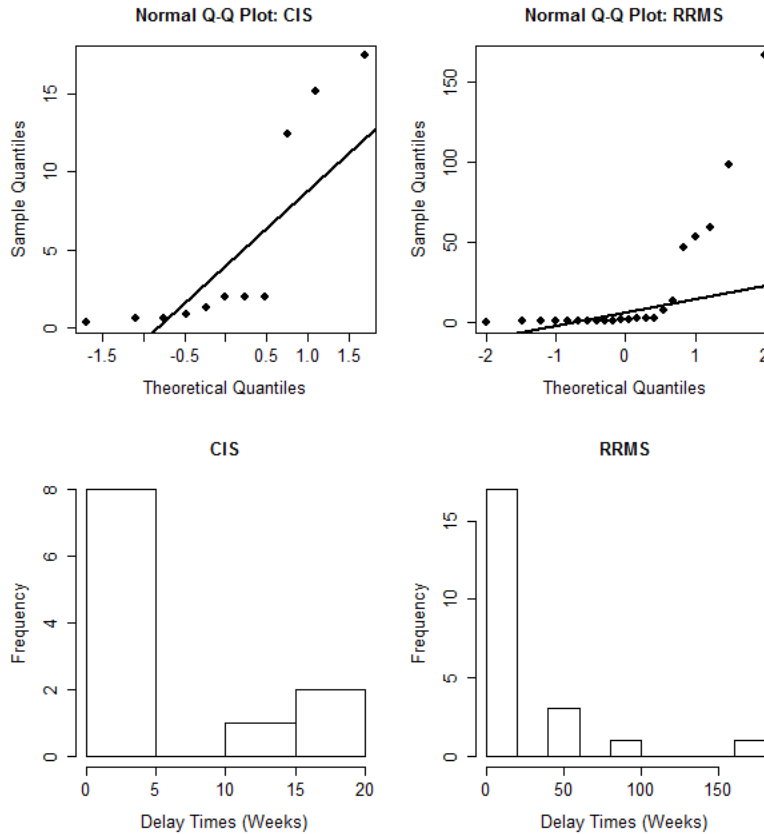 Normal Q-Q Plot: CIS
Sample Quantiles
0
5
10
15
-1.5
-0.5
0.5
1.5
Theoretical Quantiles
Normal Q-Q Plot: RRMS
Sample Quantiles
0
50
100
150
-2
-1
0
1
2
Theoretical Quantiles
CIS
Frequency
0
2
4
6
8
0
5
10
15
20
Delay Times (Weeks)
RRMS
Frequency
0
5
10
15
0
50
100
150
Delay Times (Weeks)